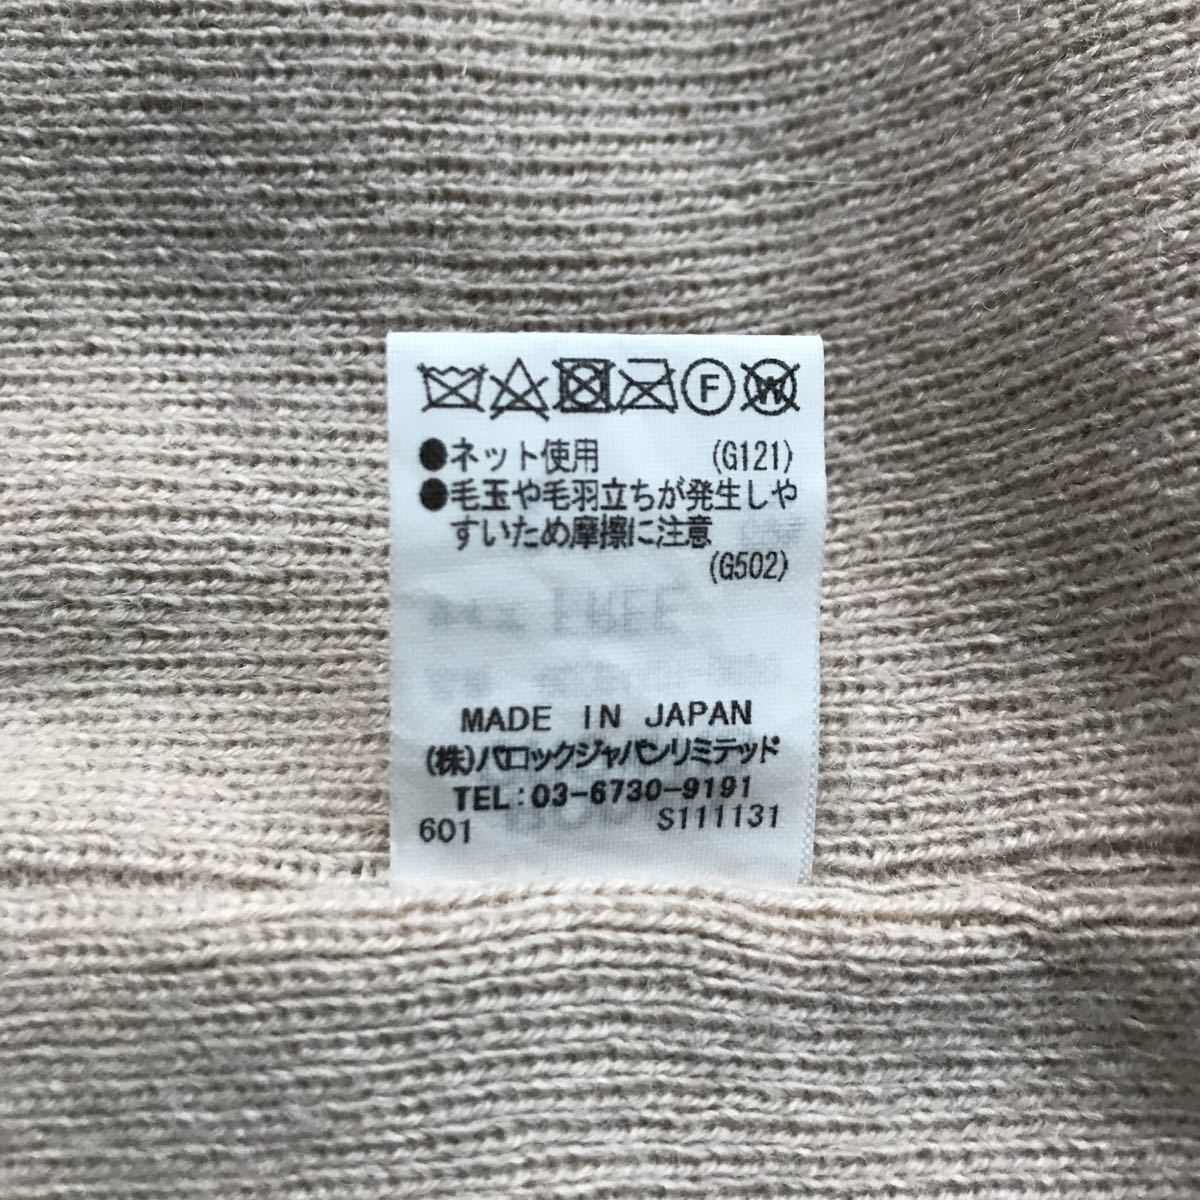 F W
●ネット使用 (G121)
●毛玉や毛羽立ちが発生しや
すいため摩擦に注意
(G502)
FREE
MADE IN JAPAN
(株)バロックジャパンリミテッド
TEL:03-6730-9191
601 S111131